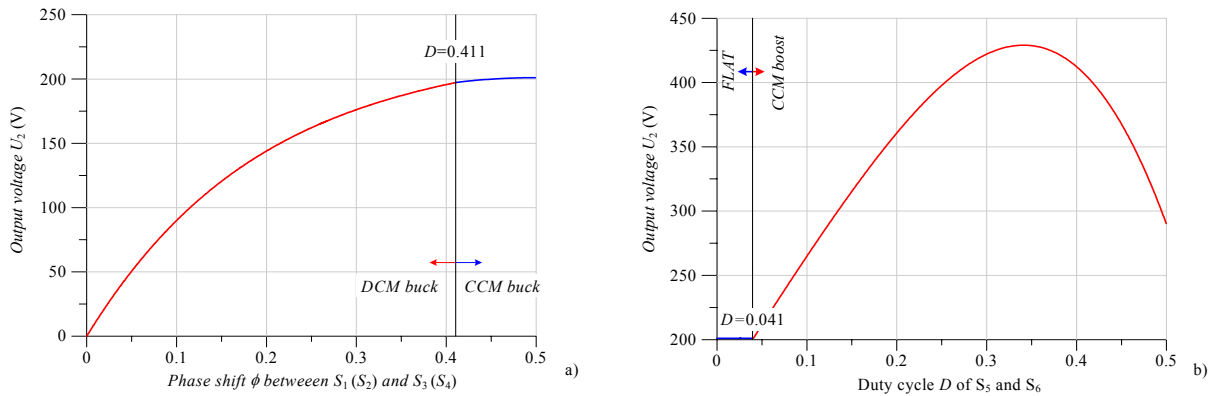 250
200
150
100
50
0
Output voltage U2 (V)
D=0.411
DCM buck
CCM buck
0
0.1
0.2
0.3
0.4
0.5
Phase shift ϕ betweeen S1 (S2) and S3 (S4)
a)
450
400
350
300
250
200
Output voltage U2 (V)
FLAT
CCM boost
D=0.041
0
0.1
0.2
0.3
0.4
0.5
Duty cycle D of S5 and S6
b)